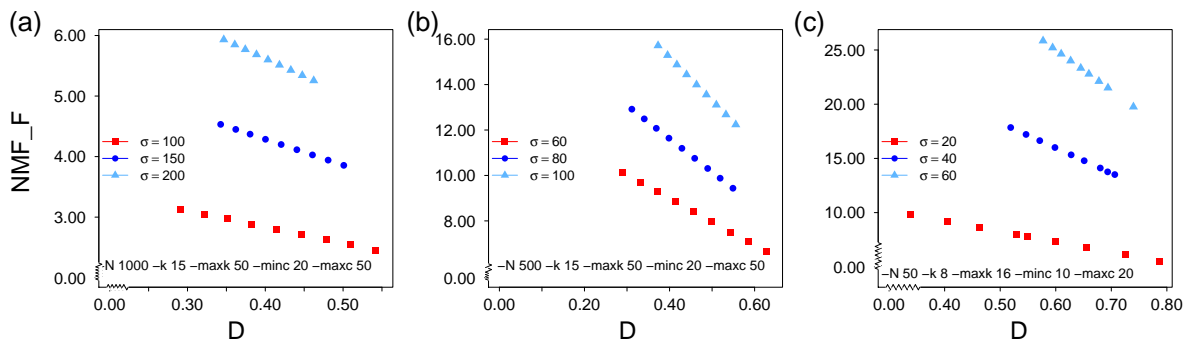 (a)
(b)
(c)
NMF_F
6.00
5.00
4.00
3.00
0.00
σ = 100
σ = 150
σ = 200
-N 1000 −k 15 −maxk 50 −minc 20 −maxc 50
0.00 0.30 0.40 0.50
D
16.00
14.00
12.00
10.00
8.00
0.00
σ = 60
σ = 80
σ = 100
−N 500 −k 15 −maxk 50 −minc 20 −maxc 50
0.00 0.20 0.30 0.40 0.50 0.60
D
25.00
20.00
15.00
10.00
0.00
σ = 20
σ = 40
σ = 60
−N 50 −k 8 −maxk 16 −minc 10 −maxc 20
0.00 0.40 0.50 0.60 0.70 0.80
D